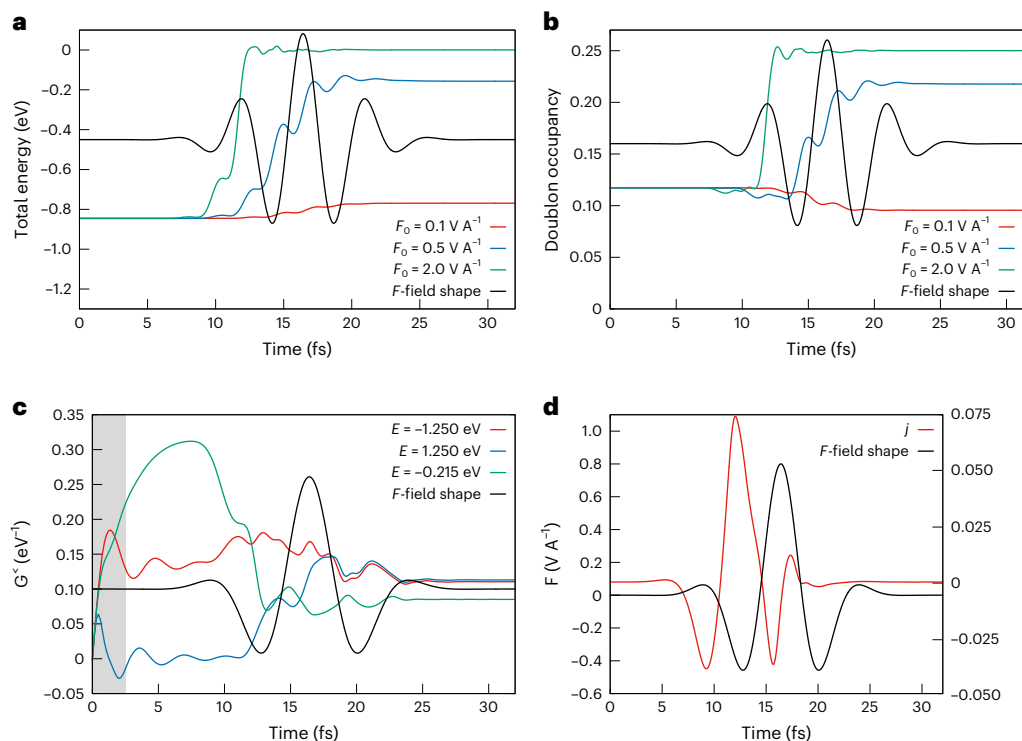 a
0
−0.2
−0.4
−0.6
−0.8
−1.0
−1.2
Total energy (eV)
F₀ = 0.1 V A⁻¹
F₀ = 0.5 V A⁻¹
F₀ = 2.0 V A⁻¹
F-field shape
0 5 10 15 20 25 30
Time (fs)
b
0.25
0.20
0.15
0.10
0.05
0
Doublon occupancy
F₀ = 0.1 V A⁻¹
F₀ = 0.5 V A⁻¹
F₀ = 2.0 V A⁻¹
F-field shape
0 5 10 15 20 25 30
Time (fs)
c
0.35
0.30
0.25
0.20
0.15
0.10
0.05
0
−0.05
G< (eV⁻¹)
E = −1.250 eV
E = 1.250 eV
E = −0.215 eV
F-field shape
0 5 10 15 20 25 30
Time (fs)
d
1.0
0.8
0.6
0.4
0.2
0
−0.2
−0.4
−0.6
F (V A⁻¹)
j
F-field shape
0.075
0.050
0.025
0
−0.025
−0.050
0 5 10 15 20 25 30
Time (fs)